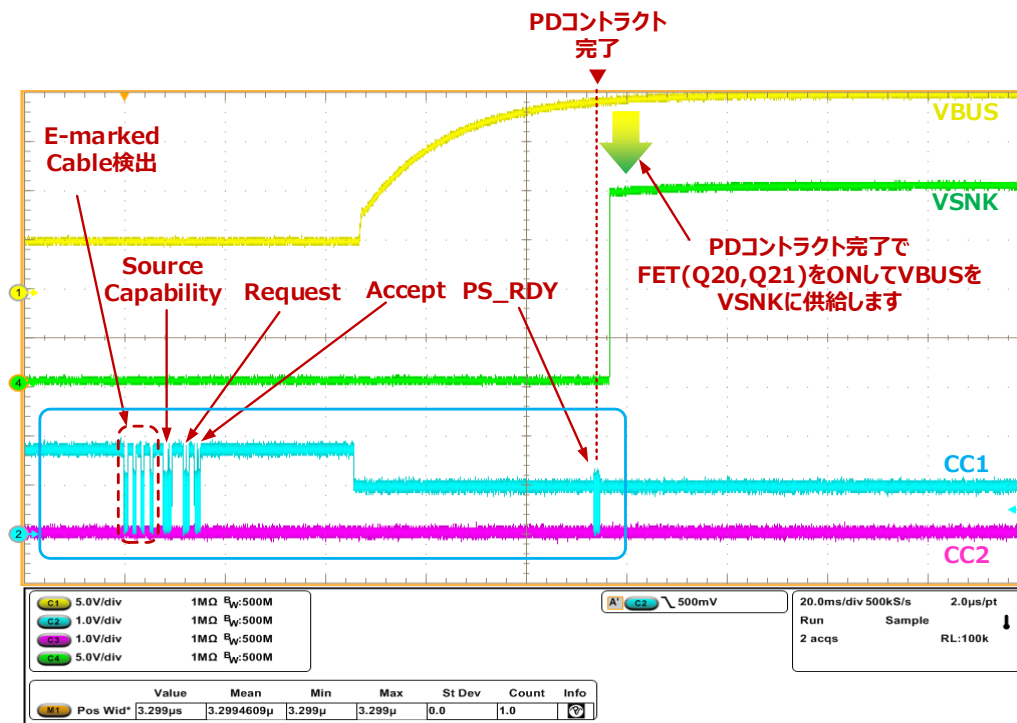 PDコントラクト
完了
E-marked
Cable検出
VBUS
VSNK
Source
Capability
Request
Accept
PS_RDY
PDコントラクト完了で
FET(Q20,Q21)をONしてVBUSを
VSNKに供給します
1
4
2
CC1
CC2
C1 5.0V/div 1MΩ BW:500M
C2 1.0V/div 1MΩ BW:500M
C3 1.0V/div 1MΩ BW:500M
C4 5.0V/div 1MΩ BW:500M
A' C2 500mV
20.0ms/div 500kS/s 2.0µs/pt
Run Sample
2 acqs RL:100k
Value Mean Min Max St Dev Count Info
M1 Pos Wid* 3.299µs 3.2994609µ 3.299µ 3.299µ 0.0 1.0